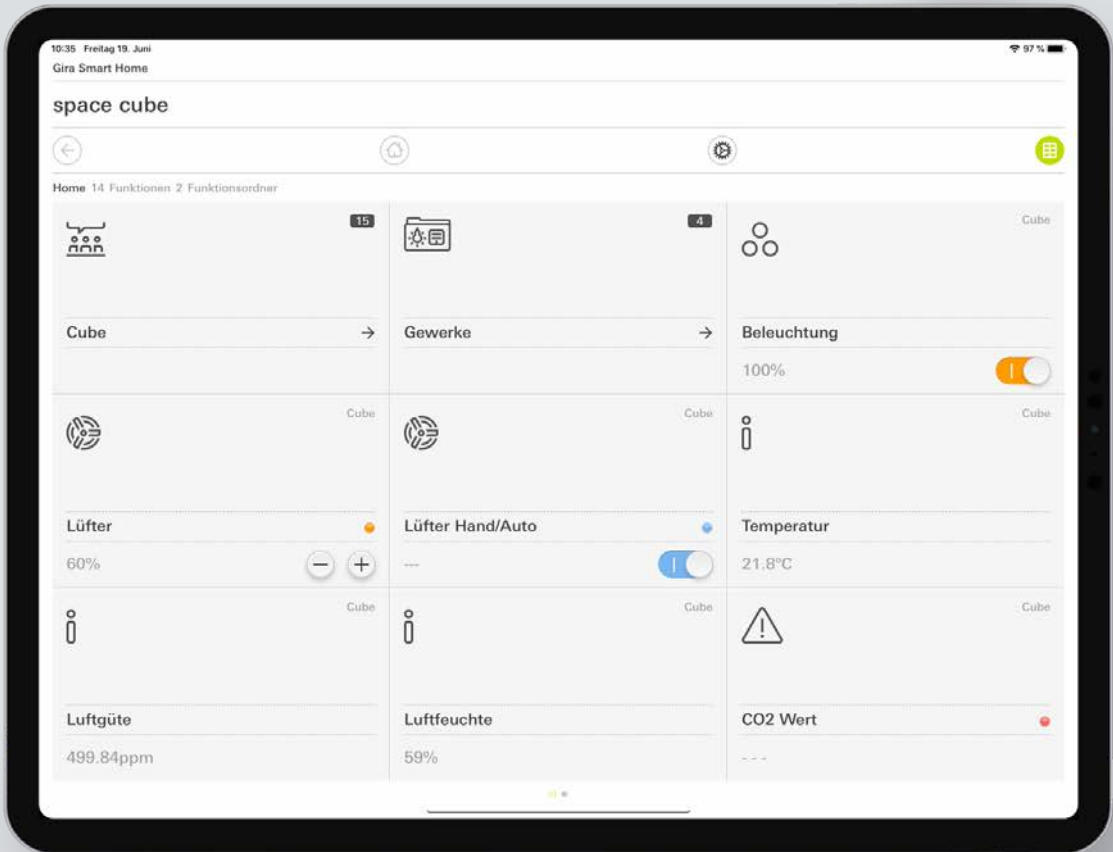 10:35 Freitag 19. Juni
97 %
Gira Smart Home
space cube
Home 14 Funktionen 2 Funktionsordner
15
Cube
4
Gewerke
Cube
Beleuchtung
100%
Cube
Lüfter
60%
Cube
Lüfter Hand/Auto
---
Cube
Temperatur
21.8°C
Cube
Luftgüte
499.84ppm
Cube
Luftfeuchte
59%
Cube
CO2 Wert
- - -